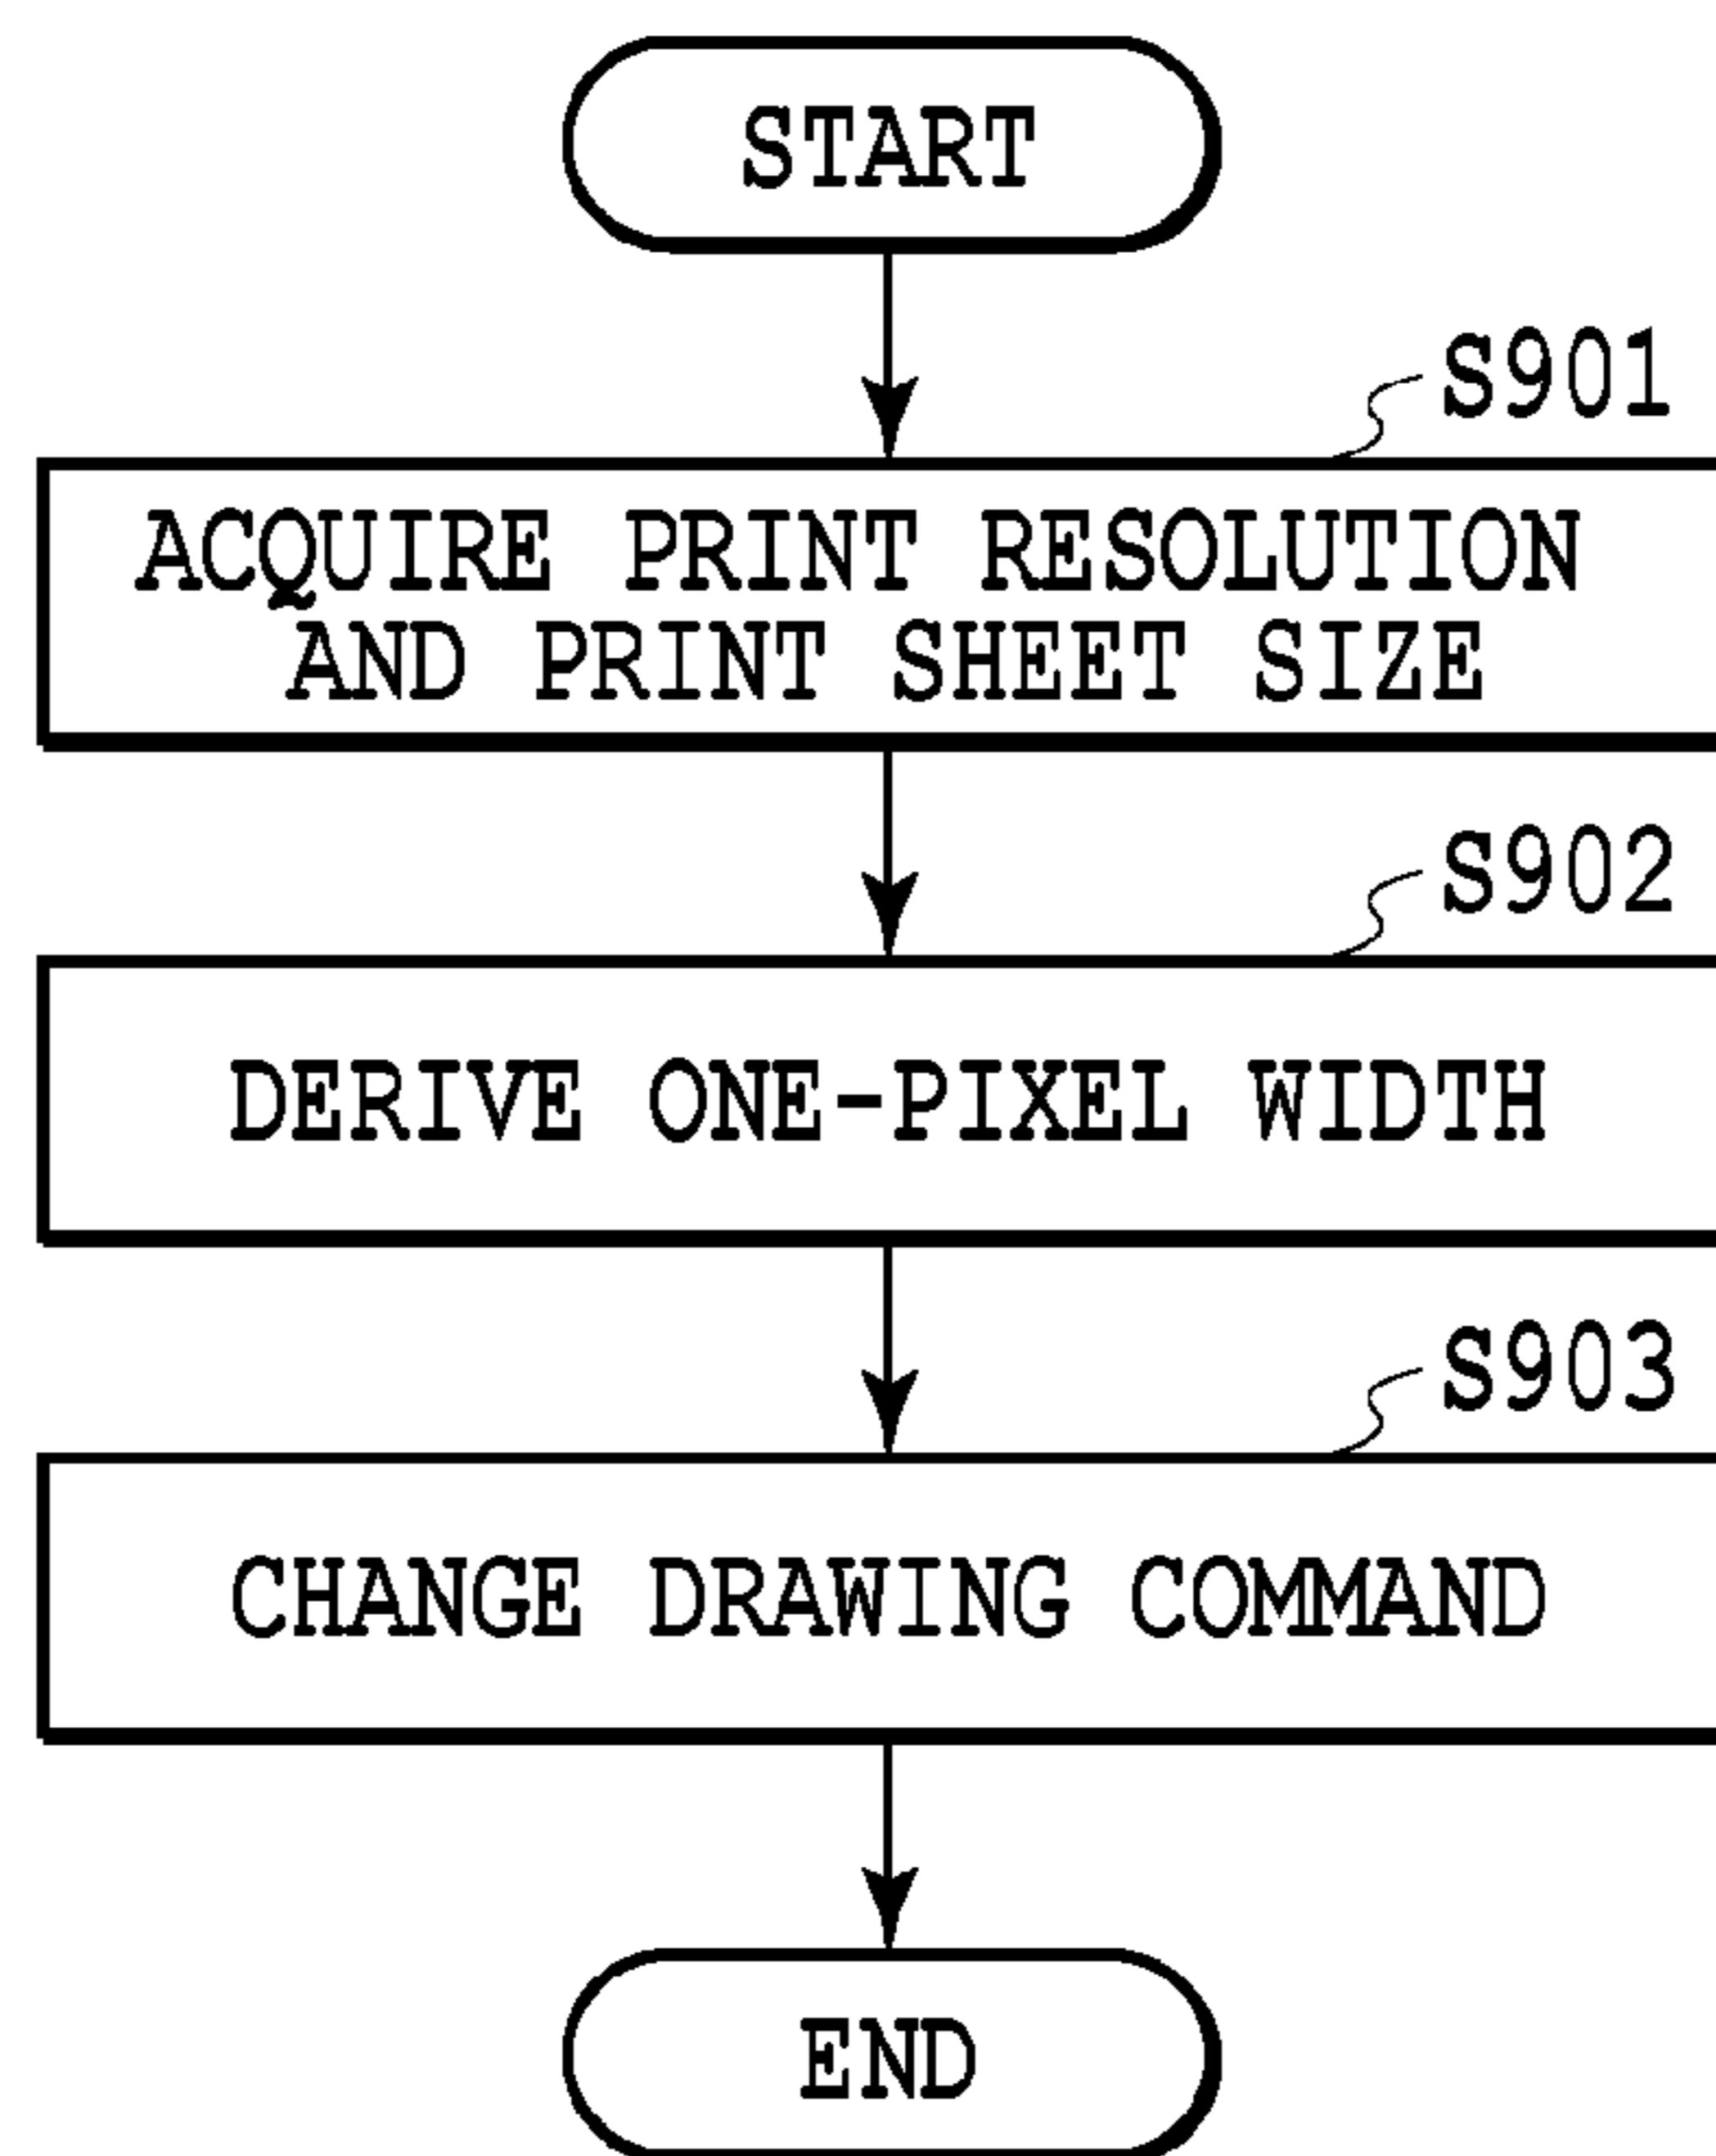 START
S901
ACQUIRE PRINT RESOLUTION
AND PRINT SHEET SIZE
S902
DERIVE ONE-PIXEL WIDTH
S903
CHANGE DRAWING COMMAND
END